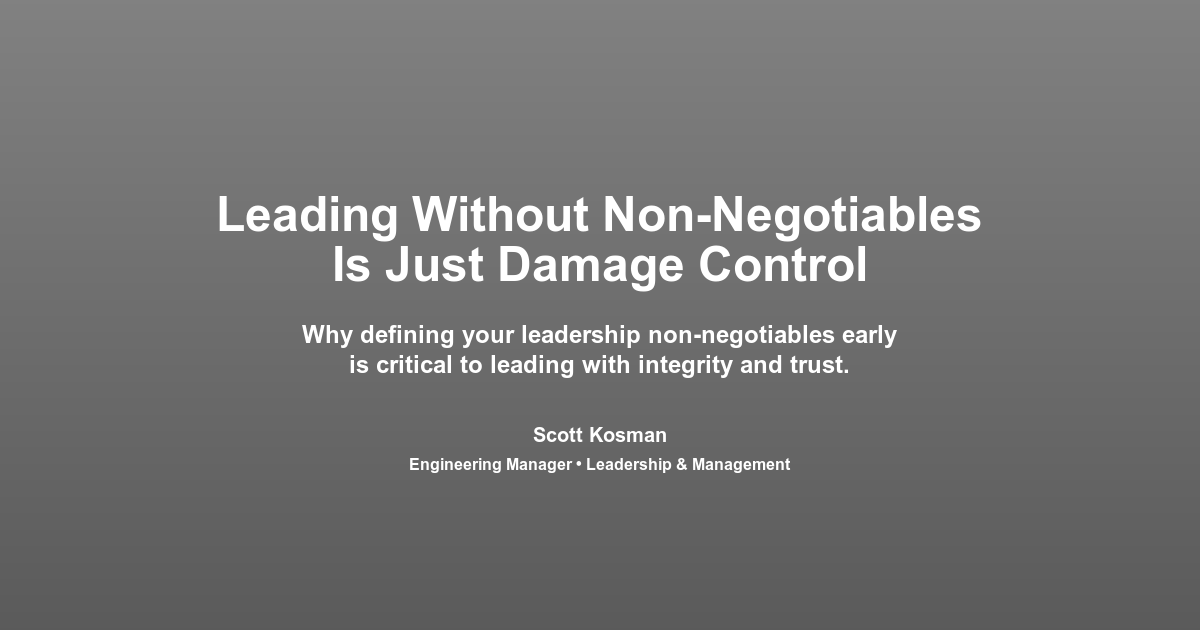 Leading Without Non-Negotiables
Is Just Damage Control
Why defining your leadership non-negotiables early
is critical to leading with integrity and trust.
Scott Kosman
Engineering Manager • Leadership & Management